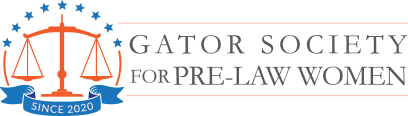 GATOR SOCIETY
FOR PRE-LAW WOMEN
SINCE 2020